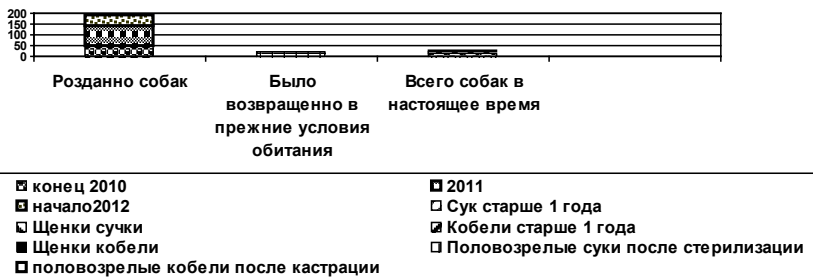 200
150
100
50
0
Розданно собак
Было возвращенно в прежние условия обитания
Всего собак в настоящее время
конец 2010
2011
начало2012
Сук старше 1 года
Щенки сучки
Кобели старше 1 года
Щенки кобели
Половозрелые суки после стерилизации
половозрелые кобели после кастрации